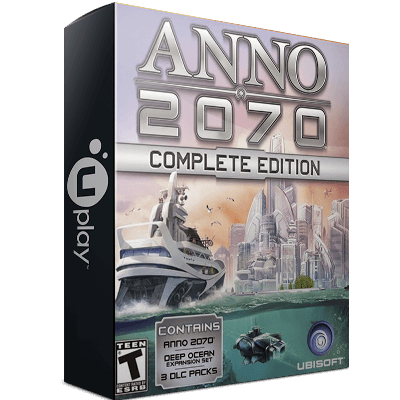 ANNO
2070
COMPLETE EDITION
Uplay
CONTAINS
ANNO 2070
DEEP OCEAN
EXPANSION SET
3 DLC PACKS
TEEN
T
ESRB
UBISOFT